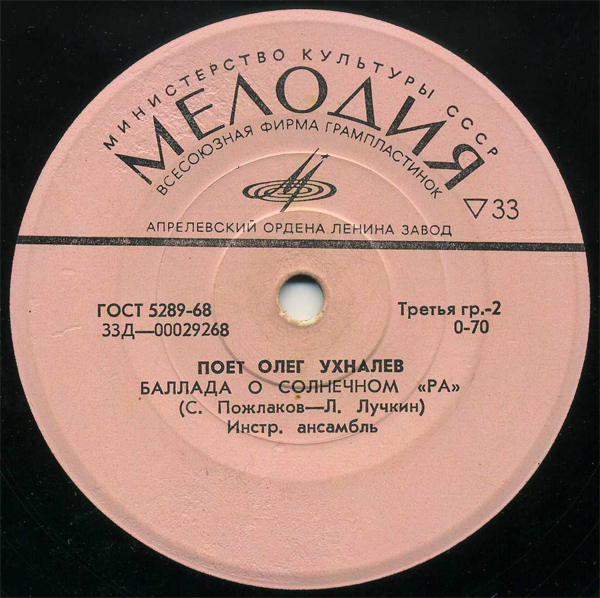 МИНИСТЕРСТВО КУЛЬТУРЫ СССР
МЕЛОДИЯ
ВСЕСОЮЗНАЯ ФИРМА ГРАМПЛАСТИНОК
▽33
АПРЕЛЕВСКИЙ ОРДЕНА ЛЕНИНА ЗАВОД
ГОСТ 5289-68
33Д—00029268
Третья гр.-2
0-70
ПОЕТ ОЛЕГ УХНАЛЕВ
БАЛЛАДА О СОЛНЕЧНОМ «РА»
(С. Пожлаков—Л. Лучкин)
Инстр. ансамбль